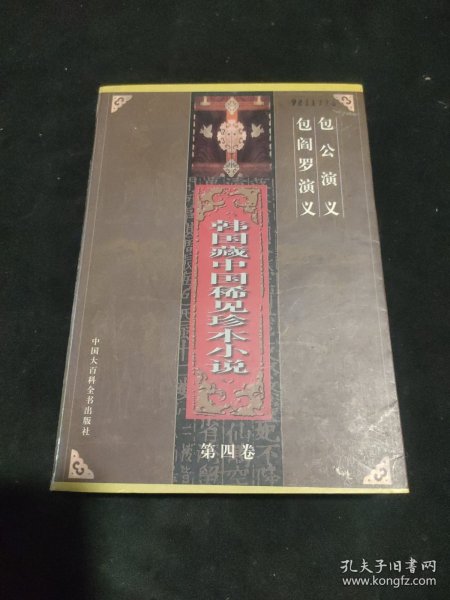 包公演义
包阎罗演义
韩国藏中国稀见珍本小说
第四卷
中国大百科全书出版社
孔夫子旧书网
www.kongfz.com